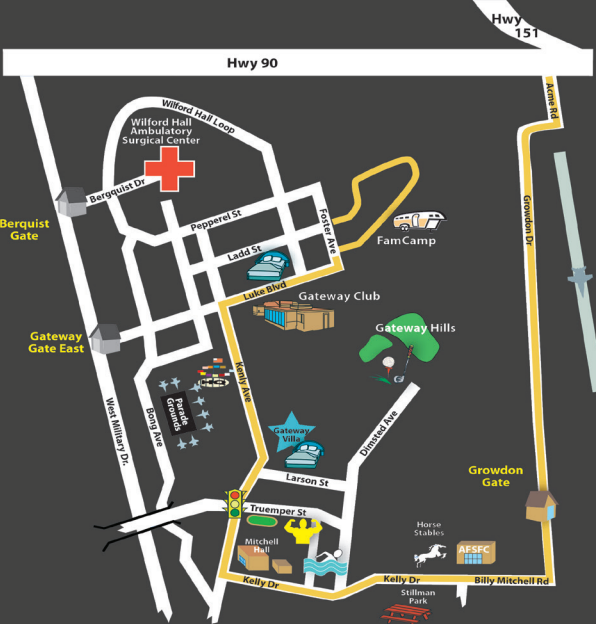 Hwy
151
Hwy 90
Acme Rd
Wilford Hall Loop
Wilford Hall
Ambulatory
Surgical Center
Bergquist Dr
Berquist
Gate
Pepperel St
Foster Ave
Growdon Dr
FamCamp
Ladd St
Luke Blvd
Gateway Club
Gateway
Gate East
Gateway Hills
Kenly Ave
Parade
Grounds
West Military Dr.
Bong Ave
Dimsted Ave
Gateway
Villa
Growdon
Gate
Larson St
Truemper St
Horse
Stables
Mitchell
Hall
AFSFC
Kelly Dr
Kelly Dr
Billy Mitchell Rd
Stillman
Park